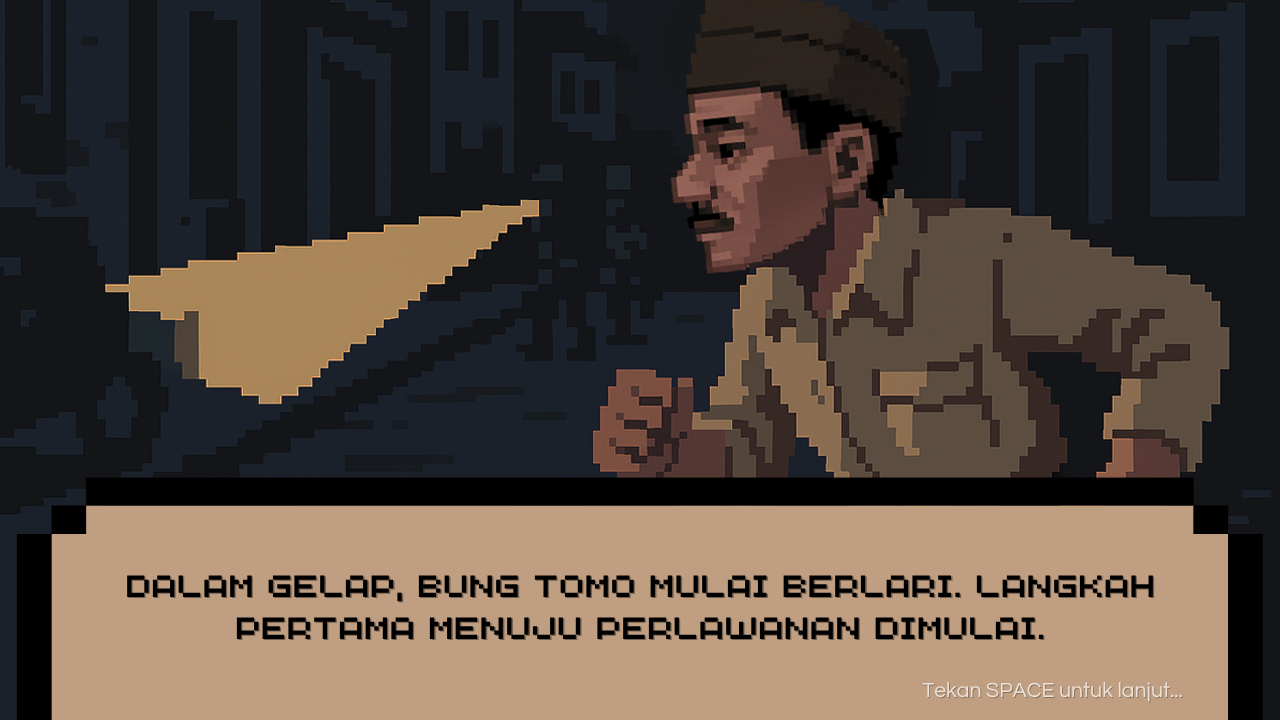 DALAM GELAP, BUNG TOMO MULAI BERLARI. LANGKAH
PERTAMA MENUJU PERLAWANAN DIMULAI.
Tekan SPACE untuk lanjut...